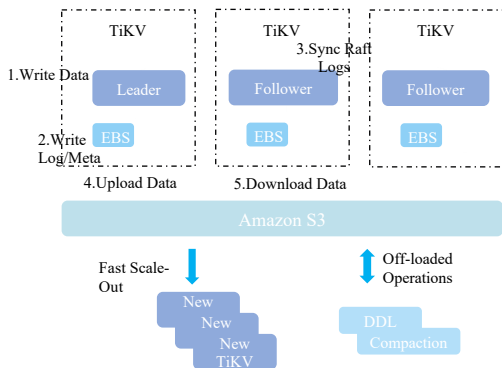 TiKV
TiKV
TiKV
3.Sync Raft
Logs
1.Write Data
Leader
Follower
Follower
2.Write
Log/Meta
EBS
EBS
EBS
4.Upload Data
5.Download Data
Amazon S3
Fast Scale-
Out
Off-loaded
Operations
New
New
New
TiKV
DDL
Compaction